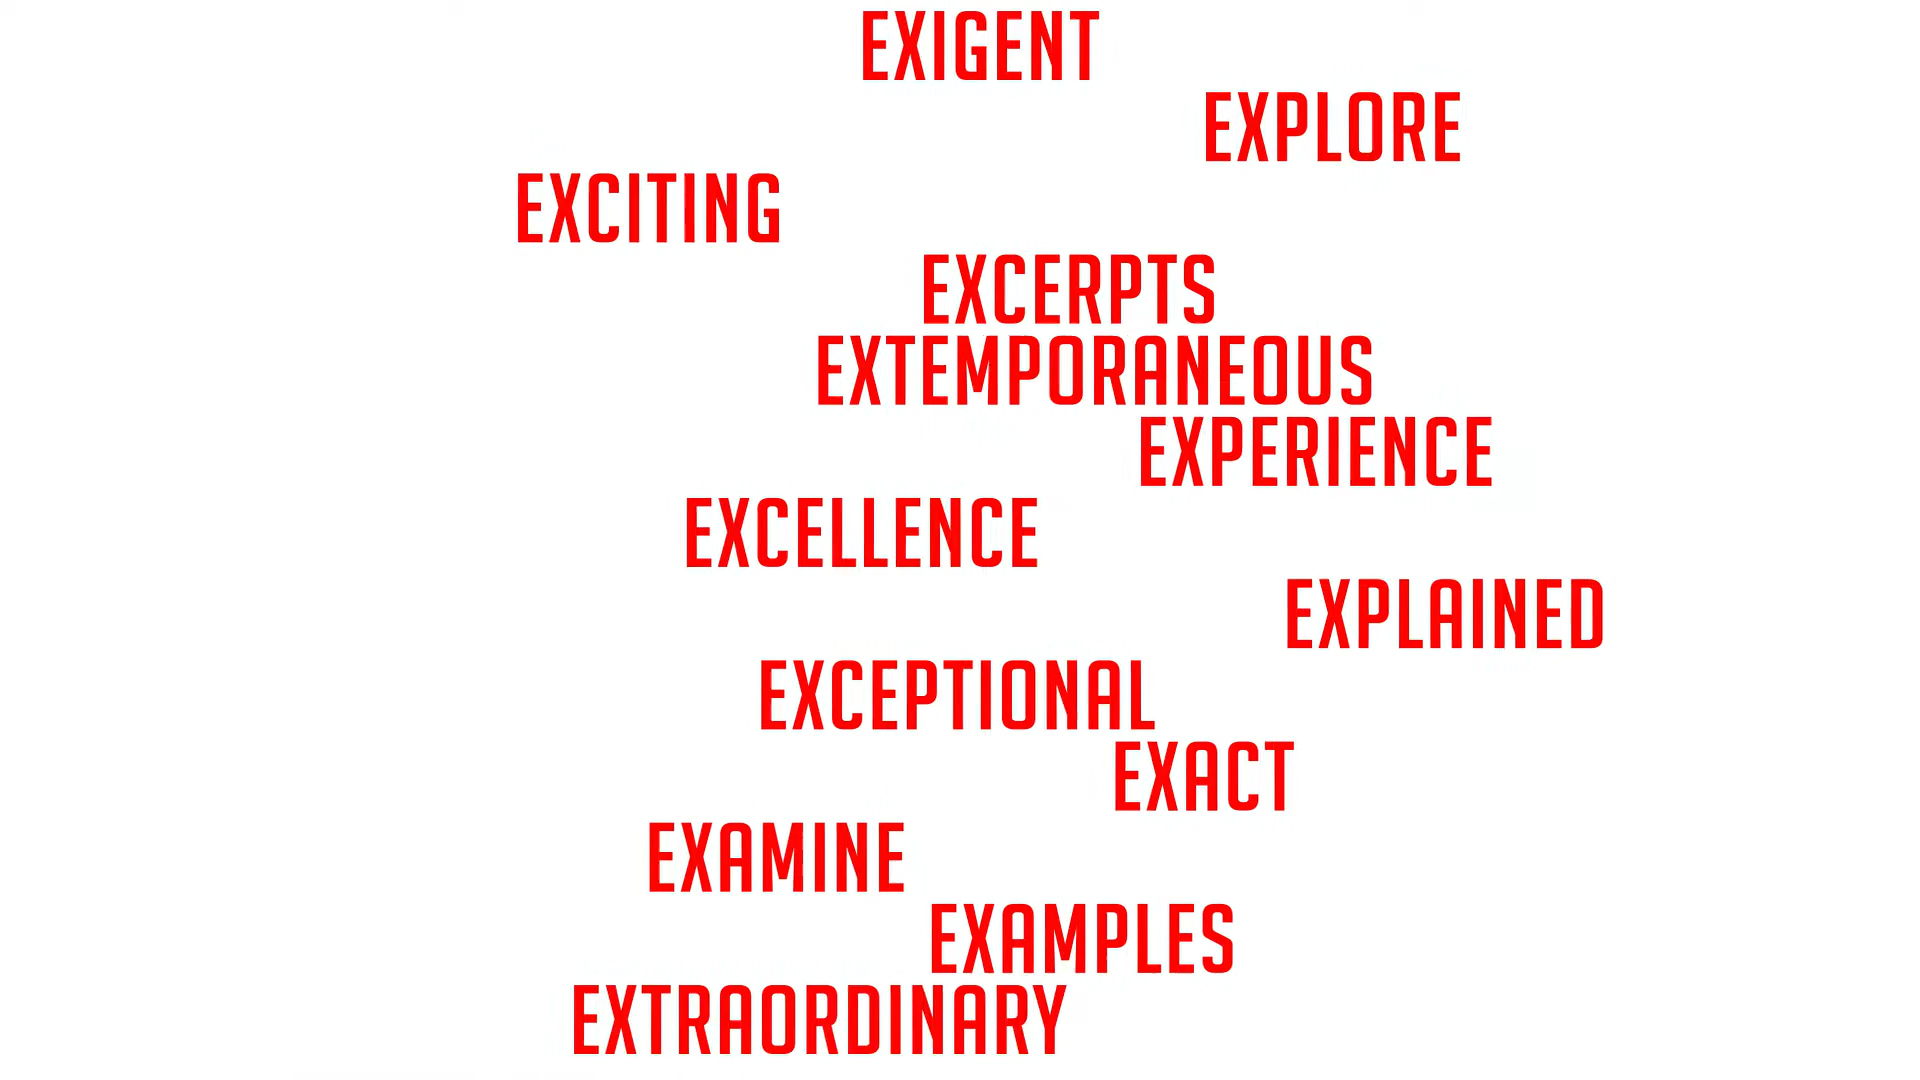 EXIGENT
EXPLORE
EXCITING
EXCERPTS
EXTEMPORANEOUS
EXPERIENCE
EXCELLENCE
EXPLAINED
EXCEPTIONAL
EXACT
EXAMINE
EXAMPLES
EXTRAORDINARY